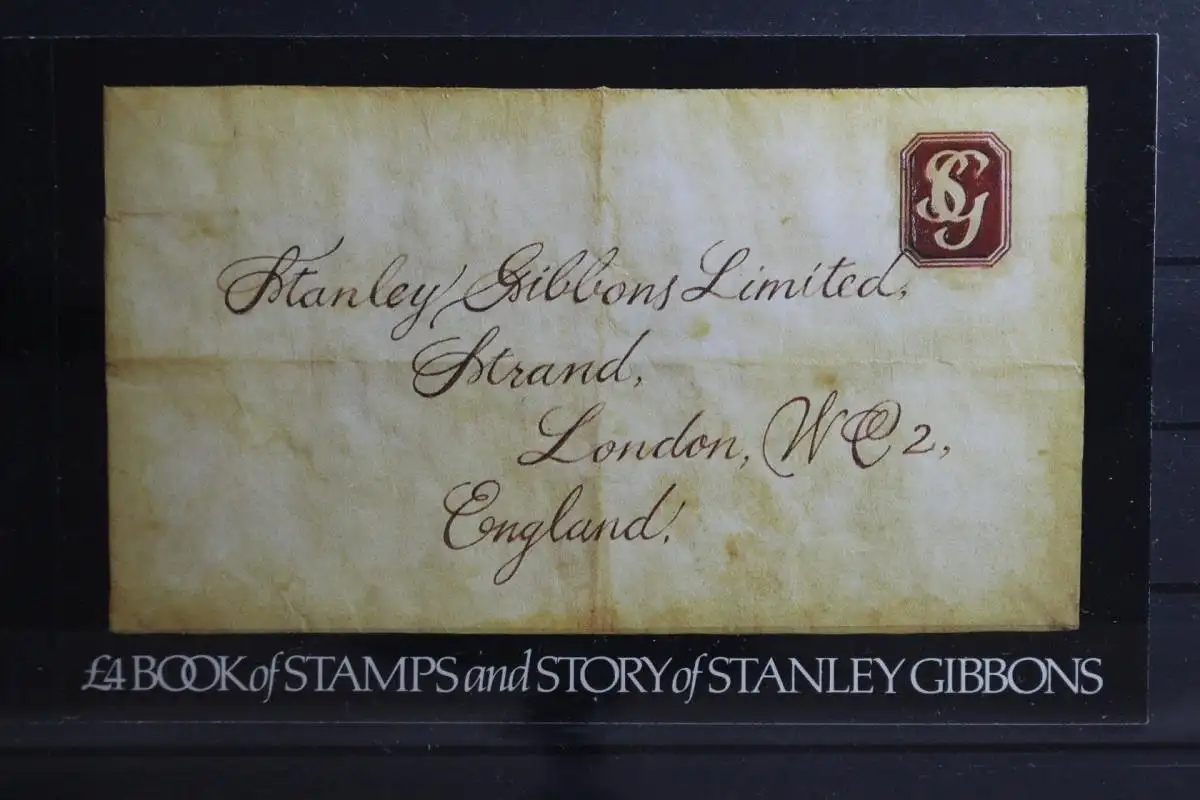 SG
Stanley Gibbons Limited,
Strand,
London, WC2,
England.
£4 BOOK of STAMPS and STORY of STANLEY GIBBONS